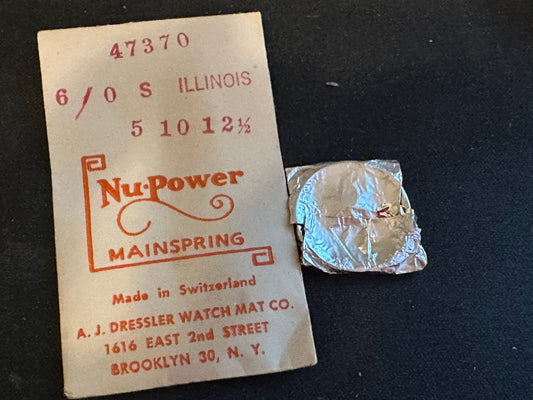 47370
6/0 S ILLINOIS
5 10 12½
Nu-Power
MAINSPRING
Made in Switzerland
A. J. DRESSLER WATCH MAT CO.
1616 EAST 2nd STREET
BROOKLYN 30, N. Y.